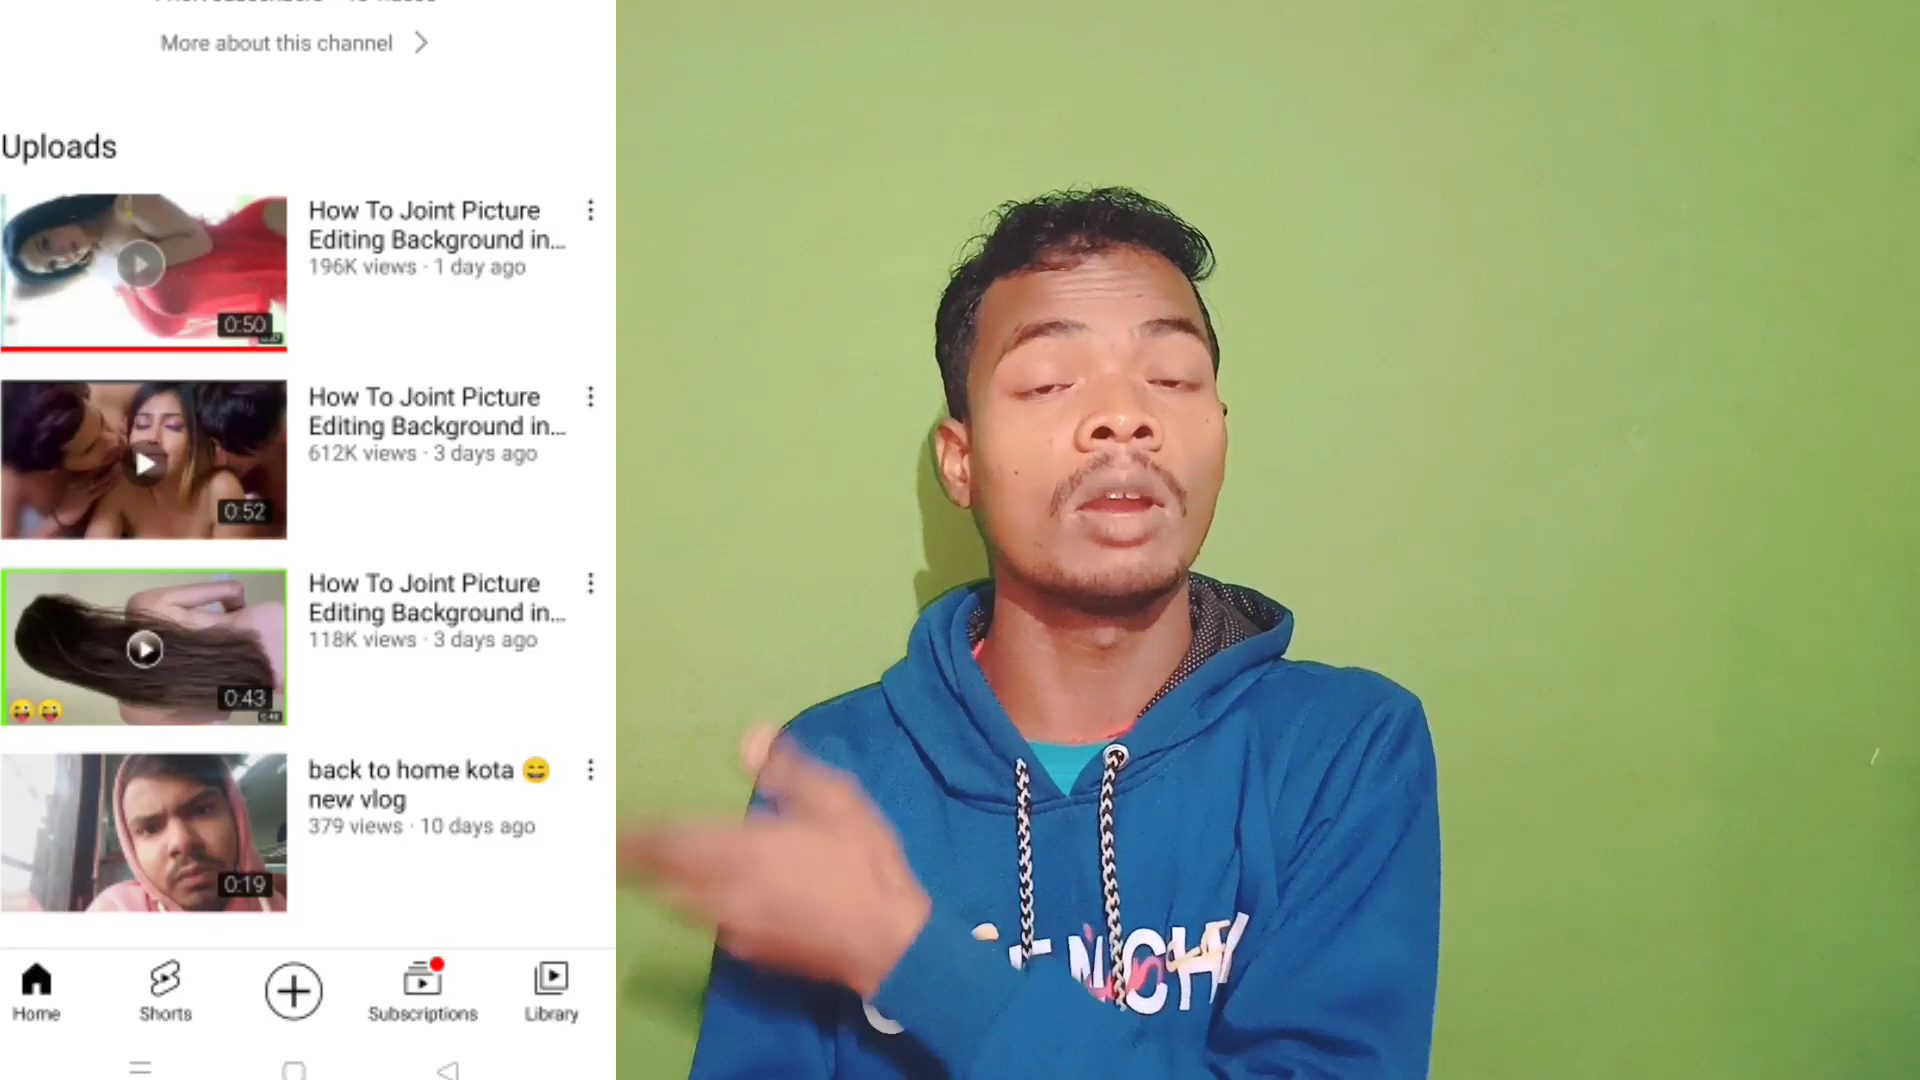 More about this channel
Uploads
How To Joint Picture
Editing Background in...
196K views · 1 day ago
0:50
How To Joint Picture
Editing Background in...
612K views · 3 days ago
0:52
How To Joint Picture
Editing Background in...
118K views · 3 days ago
0:43
back to home kota 😄
new vlog
379 views · 10 days ago
0:19
Home
Shorts
Subscriptions
Library